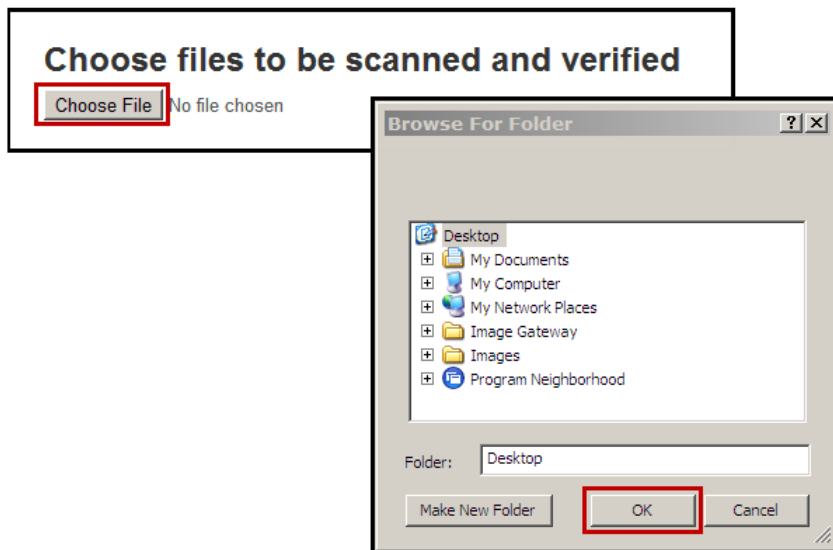 Choose files to be scanned and verified
Choose File No file chosen
Browse For Folder
Desktop
My Documents
My Computer
My Network Places
Image Gateway
Images
Program Neighborhood
Folder: Desktop
Make New Folder OK Cancel